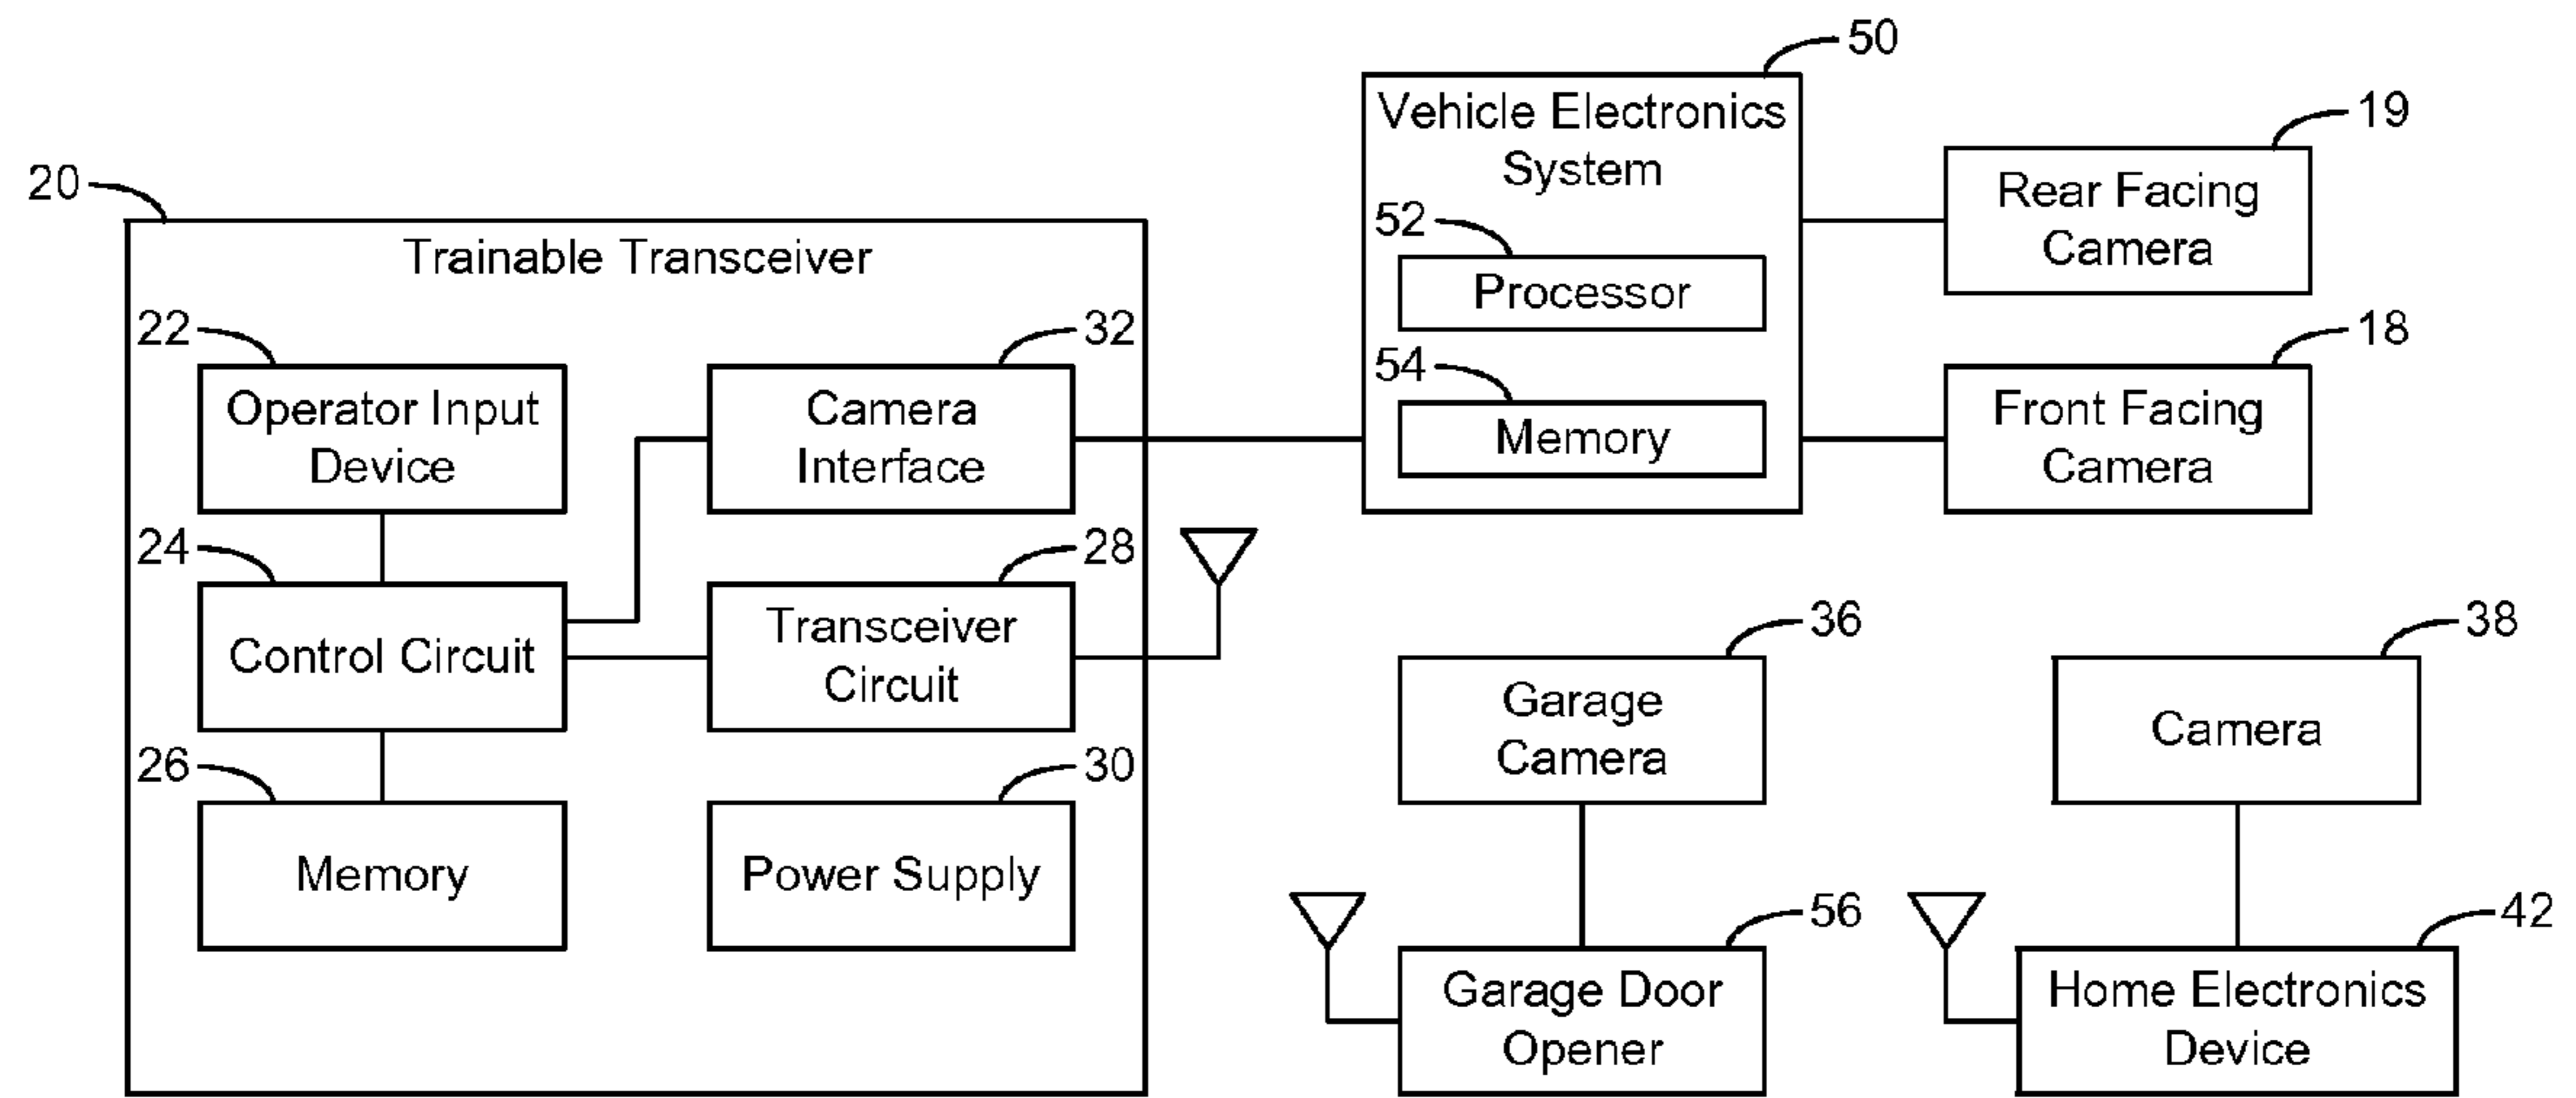 50
Vehicle Electronics
System
19
Rear Facing
Camera
20
Trainable Transceiver
52
Processor
22
Operator Input
Device
32
Camera
Interface
54
Memory
18
Front Facing
Camera
24
Control Circuit
28
Transceiver
Circuit
36
Garage
Camera
38
Camera
26
Memory
30
Power Supply
56
Garage Door
Opener
42
Home Electronics
Device